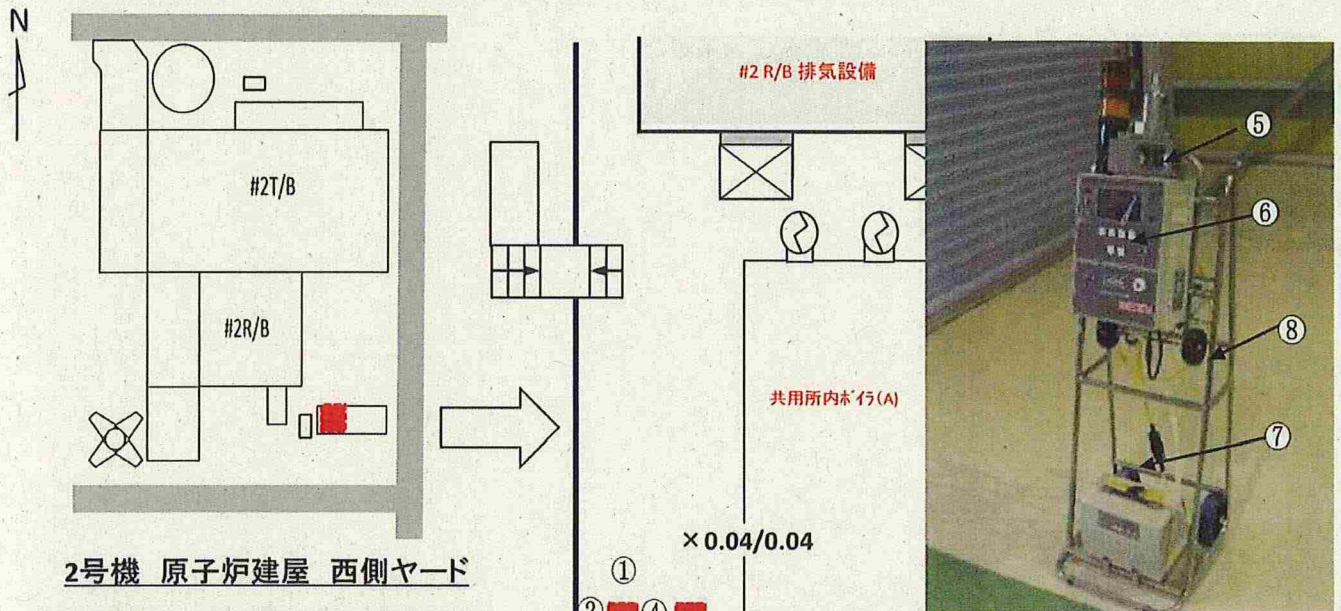 N
#2T/B
#2R/B
2号機 原子炉建屋 西側ヤード
#2 R/B 排気設備
共用所内ボイラ(A)
×0.04/0.04
①
②
④
⑤
⑥
⑧
⑦